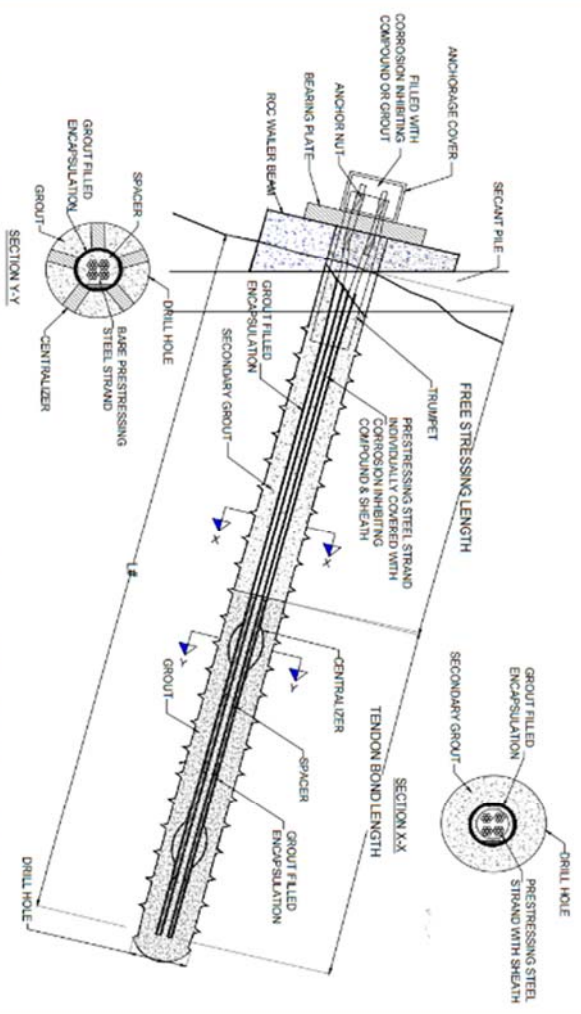 ANCHORAGE COVER
FILLED WITH
CORROSION INHIBITING
COMPOUND OR GROUT
ANCHOR NUT
BEARING PLATE
RCC WAILER BEAM
SECANT PILE
TRUMPET
FREE STRESSING LENGTH
PRESTRESSING STEEL STRAND
INDIVIDUALLY COVERED WITH
CORROSION INHIBITING
COMPOUND & SHEATH
GROUT FILLED
ENCAPSULATION
SECONDARY GROUT
X
X
Y
Y
L#
CENTRALIZER
SPACER
TENDON BOND LENGTH
GROUT
GROUT FILLED
ENCAPSULATION
DRILL HOLE
SPACER
GROUT FILLED
ENCAPSULATION
GROUT
DRILL HOLE
BARE PRESTRESSING
STEEL STRAND
CENTRALIZER
SECTION Y-Y
GROUT FILLED
ENCAPSULATION
SECONDARY GROUT
DRILL HOLE
PRESTRESSING STEEL
STRAND WITH SHEATH
SECTION X-X